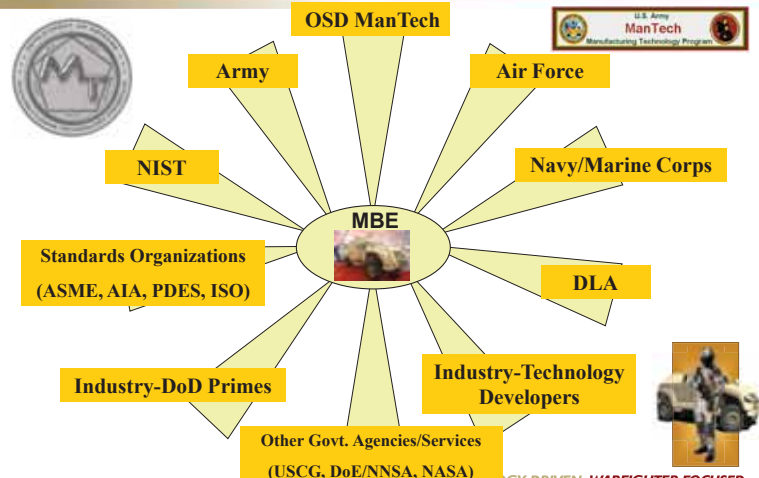 OSD ManTech
U.S. Army
ManTech
Manufacturing Technology Program
Army
Air Force
NIST
Navy/Marine Corps
MBE
Standards Organizations
(ASME, AIA, PDES, ISO)
DLA
Industry-DoD Primes
Industry-Technology
Developers
Other Govt. Agencies/Services
(USCG, DoE/NNSA, NASA)
DRIVEN. WARFIGHTER FOCUSED